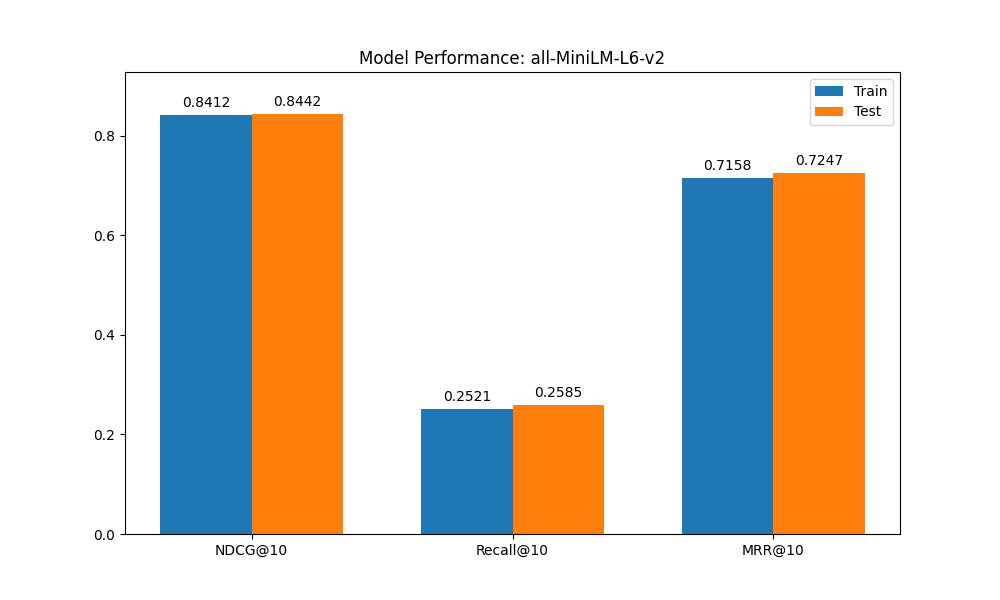 Model Performance: all-MiniLM-L6-v2
Train
Test
0.8412
0.8442
0.2521
0.2585
0.7158
0.7247
0.8
0.6
0.4
0.2
0.0
NDCG@10
Recall@10
MRR@10